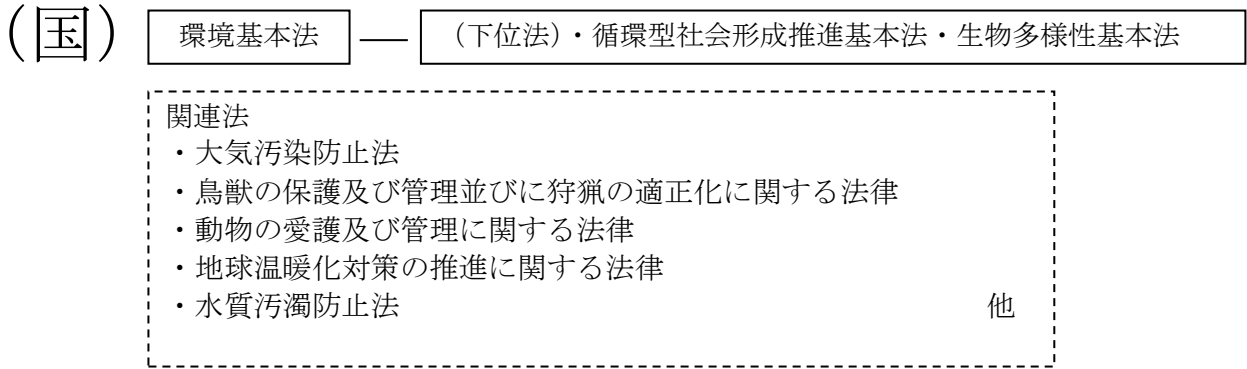 （国） 環境基本法 （下位法）・循環型社会形成推進基本法・生物多様性基本法
関連法
・大気汚染防止法
・鳥獣の保護及び管理並びに狩猟の適正化に関する法律
・動物の愛護及び管理に関する法律
・地球温暖化対策の推進に関する法律
・水質汚濁防止法 他